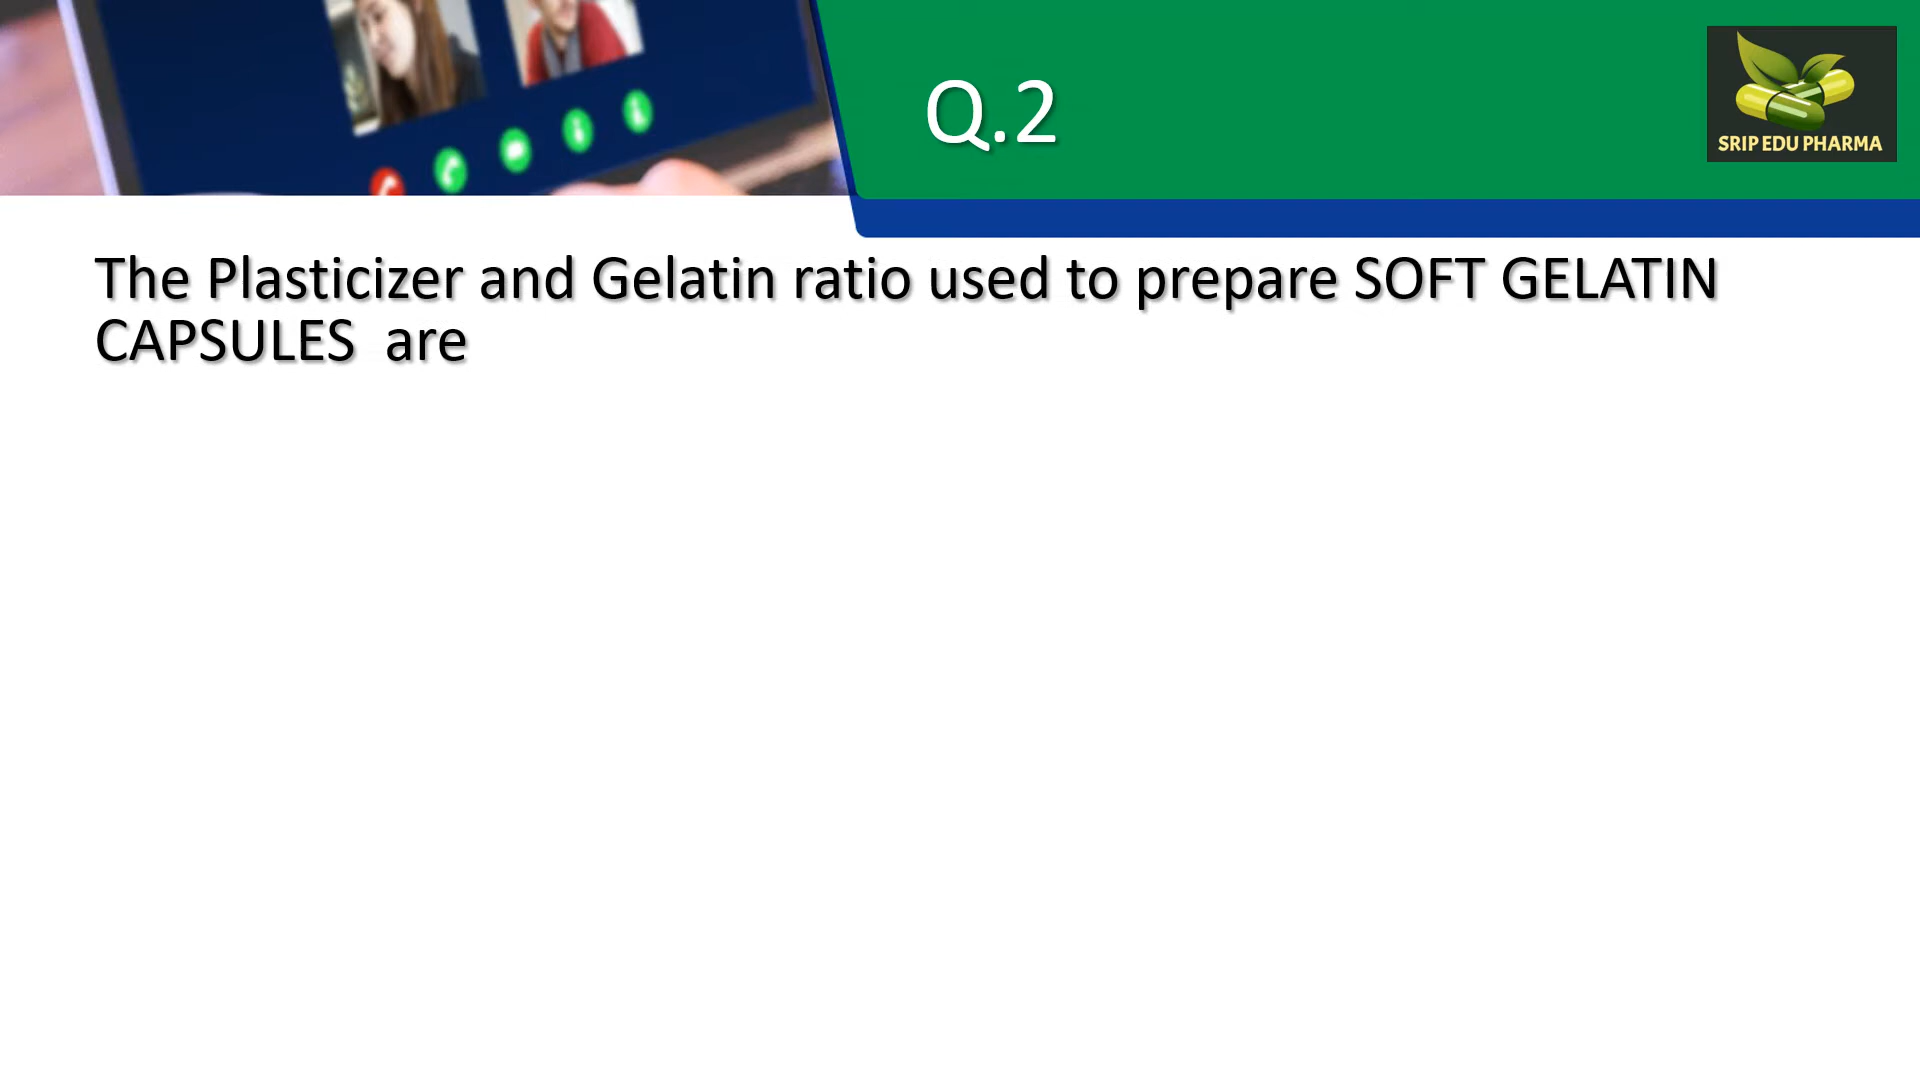 Q.2
SRIP EDU PHARMA
The Plasticizer and Gelatin ratio used to prepare SOFT GELATIN
CAPSULES  are